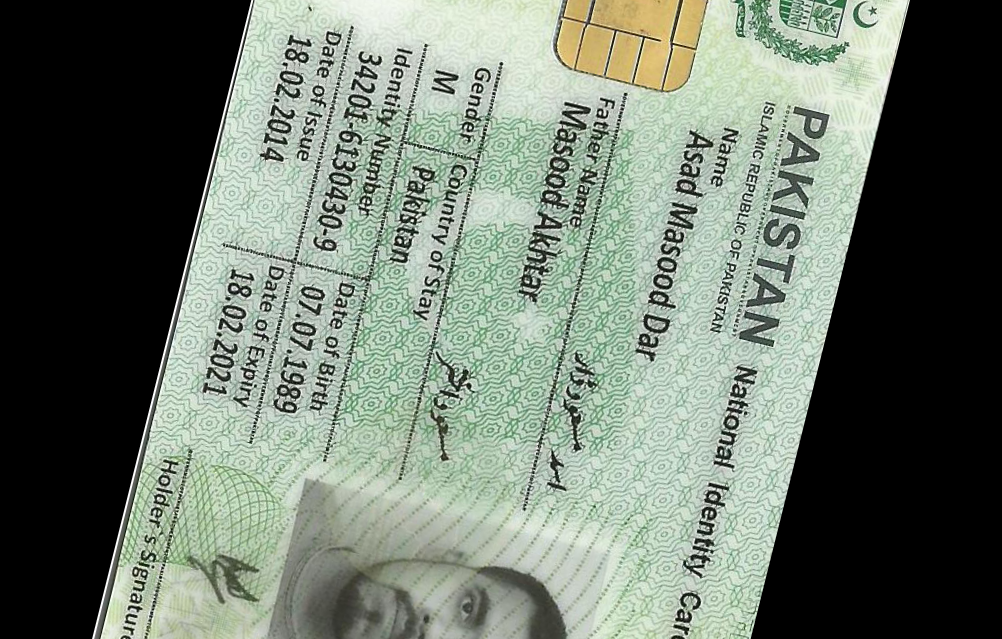 PAKISTAN National Identity Card
ISLAMIC REPUBLIC OF PAKISTAN
Name
Asad Masood Dar
اسد مسعود ڈار
Father Name
Masood Akhtar
مسعود اختر
Gender
Country of Stay
M
Pakistan
Identity Number
Date of Birth
34201-6130430-9
07.07.1989
Date of Issue
Date of Expiry
18.02.2014
18.02.2021
Holder's Signature